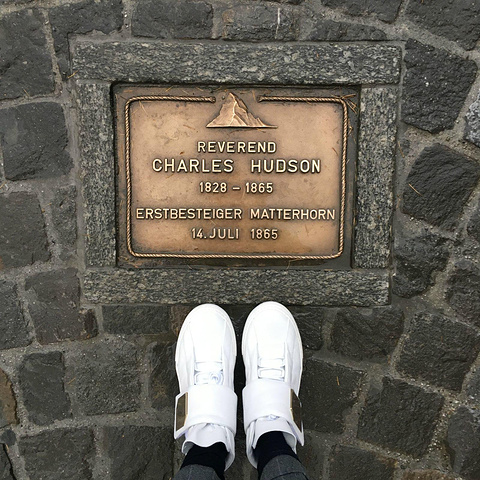 REVEREND
CHARLES HUDSON
1828 – 1865
ERSTBESTEIGER MATTERHORN
14. JULI 1865